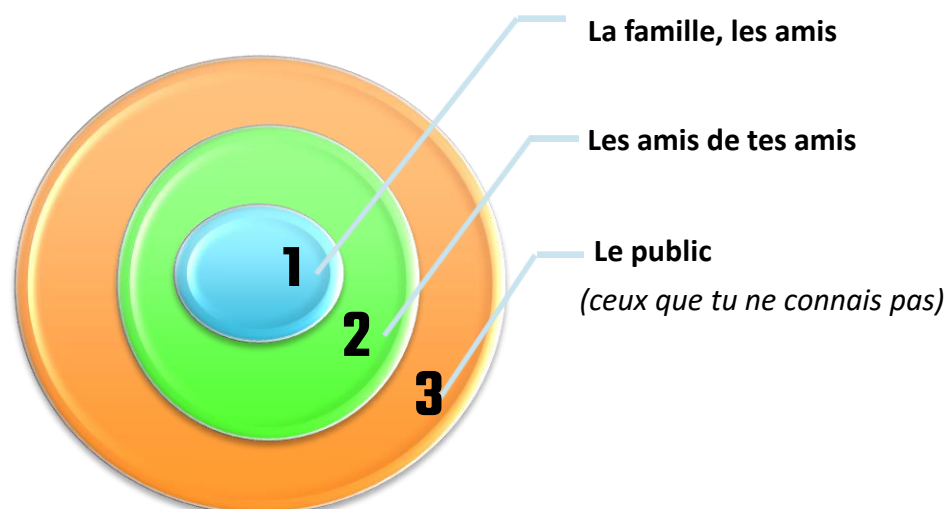 La famille, les amis
Les amis de tes amis
Le public
(ceux que tu ne connais pas)
1
2
3